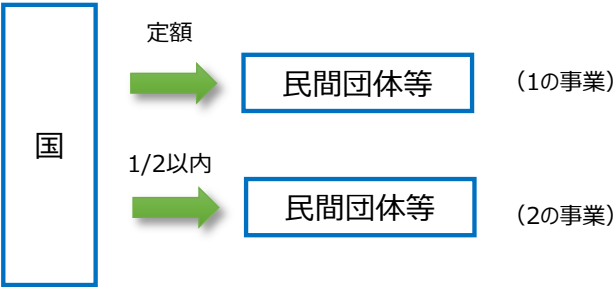 国
定額
民間団体等
（1の事業）
1/2以内
民間団体等
（2の事業）